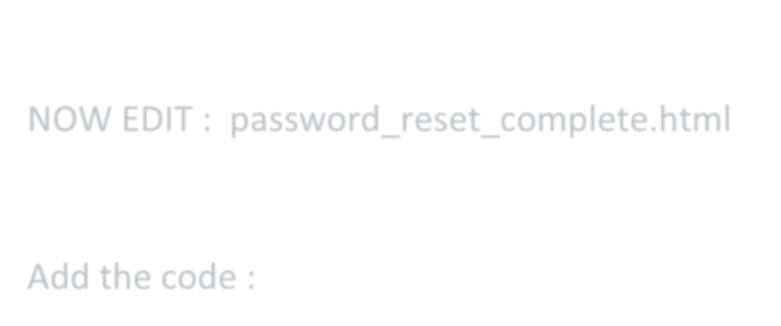 NOW EDIT :  password_reset_complete.html
Add the code :